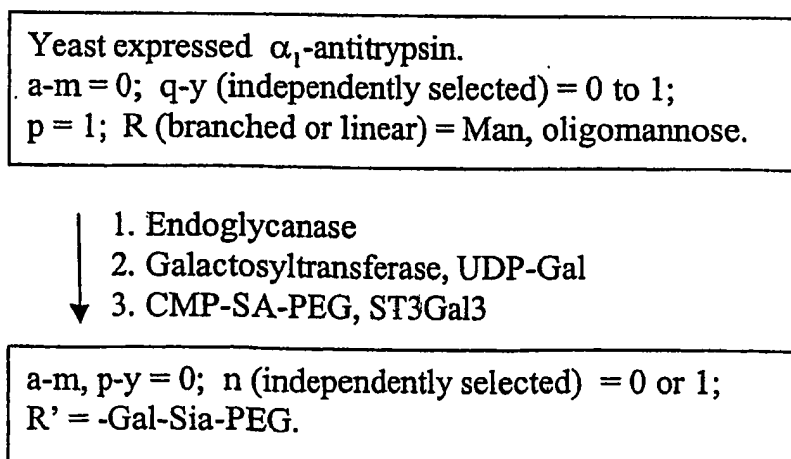 Yeast expressed α₁-antitrypsin.
a-m = 0; q-y (independently selected) = 0 to 1;
p = 1; R (branched or linear) = Man, oligomannose.
1. Endoglycanase
2. Galactosyltransferase, UDP-Gal
3. CMP-SA-PEG, ST3Gal3
a-m, p-y = 0; n (independently selected) = 0 or 1;
R' = -Gal-Sia-PEG.